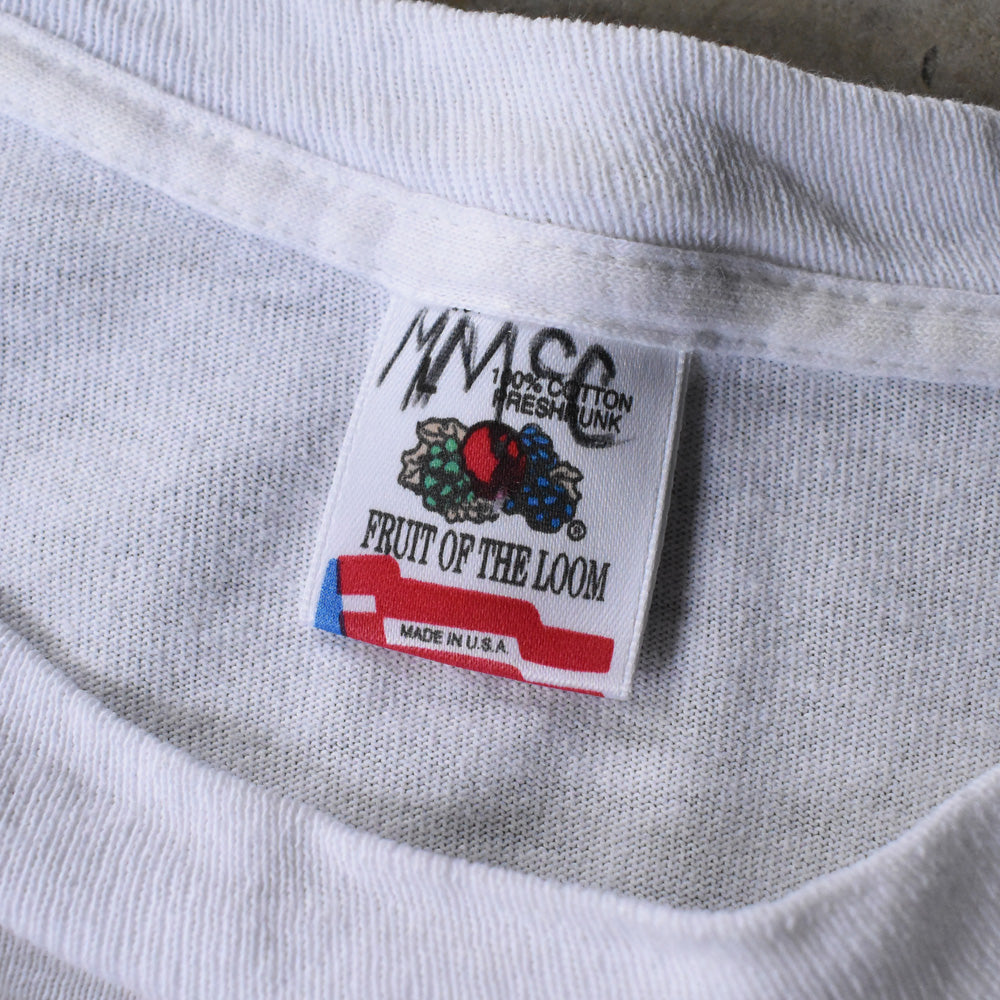 MMCC
100% COTTON
PRESHRUNK
®
FRUIT OF THE LOOM
MADE IN U.S.A